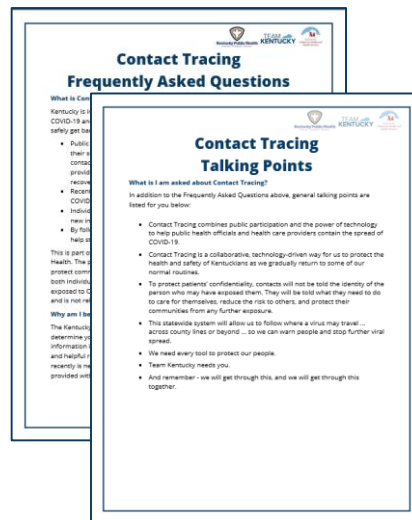 Kentucky Public Health
TEAM
KENTUCKY
Contact Tracing
Frequently Asked Questions
What is Con
Kentucky is i
COVID-19 an
safely get ba
Public
their s
contac
provid
recove
Recent
COVID
Individ
new in
By follo
help st
This is part o
Health. The p
protect comm
both individu
exposed to C
and is not rel
Why am I be
The Kentucky
determine yo
information i
and helpful r
recently is ne
provided with
Kentucky Public Health
TEAM
KENTUCKY
Contact Tracing
Talking Points
What is I am asked about Contact Tracing?
In addition to the Frequently Asked Questions above, general talking points are
listed for you below:
• Contact Tracing combines public participation and the power of technology
to help public health officials and health care providers contain the spread of
COVID-19.
• Contact Tracing is a collaborative, technology-driven way for us to protect the
health and safety of Kentuckians as we gradually return to some of our
normal routines.
• To protect patients' confidentiality, contacts will not be told the identity of the
person who may have exposed them. They will be told what they need to do
to care for themselves, reduce the risk to others, and protect their
communities from any further exposure.
• This statewide system will allow us to follow where a virus may travel ...
across county lines or beyond ... so we can warn people and stop further viral
spread.
• We need every tool to protect our people.
• Team Kentucky needs you.
• And remember - we will get through this, and we will get through this
together.